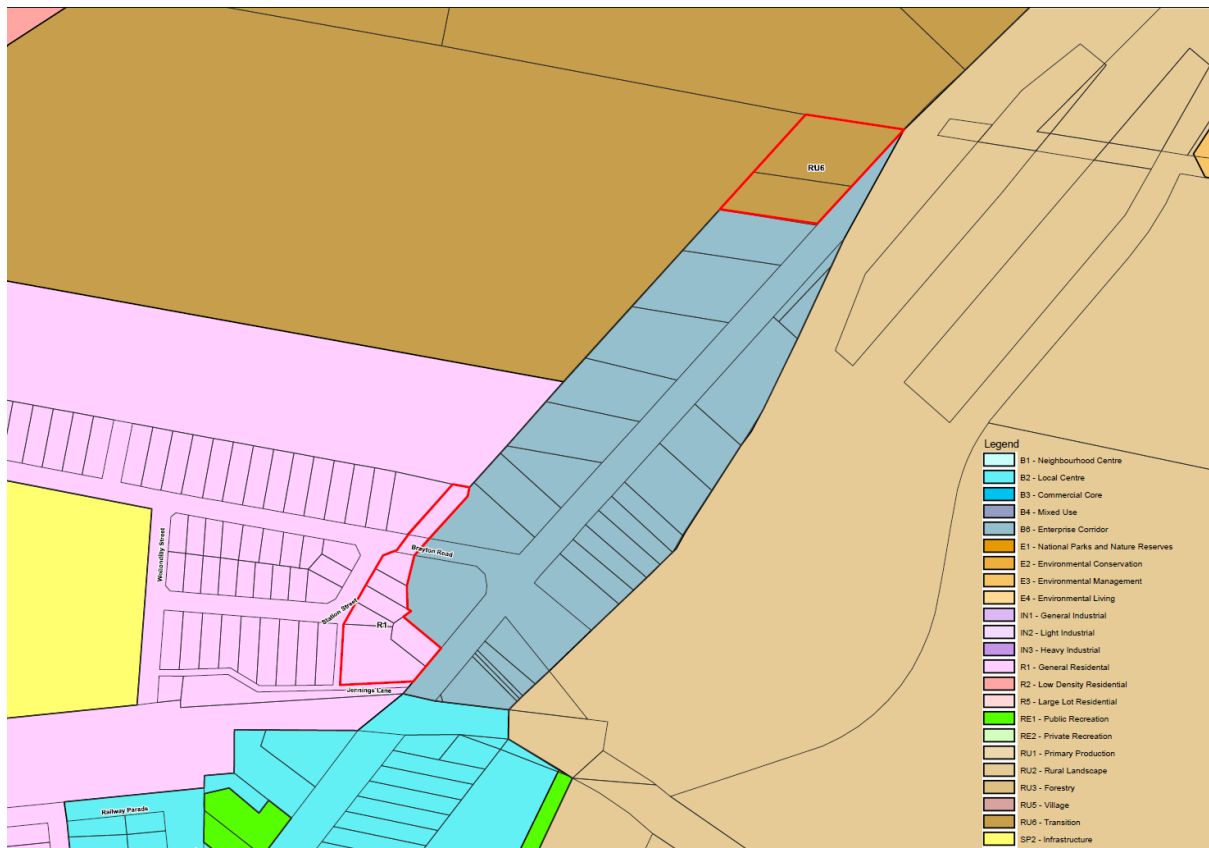 RU6
Wollondilly Street
Brayton Road
Station Street
R1
Jennings Lane
Railway Parade
Legend
B1 - Neighbourhood Centre
B2 - Local Centre
B3 - Commercial Core
B4 - Mixed Use
B6 - Enterprise Corridor
E1 - National Parks and Nature Reserves
E2 - Environmental Conservation
E3 - Environmental Management
E4 - Environmental Living
IN1 - General Industrial
IN2 - Light Industrial
IN3 - Heavy Industrial
R1 - General Residental
R2 - Low Density Residential
R5 - Large Lot Residential
RE1 - Public Recreation
RE2 - Private Recreation
RU1 - Primary Production
RU2 - Rural Landscape
RU3 - Forestry
RU5 - Village
RU6 - Transition
SP2 - Infrastructure